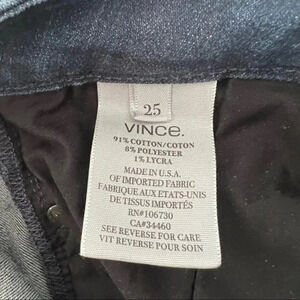 25
VINCE.
91% COTTON/COTON
8% POLYESTER
1% LYCRA
MADE IN U.S.A.
OF IMPORTED FABRIC
FABRIQUE AUX ETATS-UNIS
DE TISSUS IMPORTÉS
RN#106730
CA#34460
SEE REVERSE FOR CARE
VIT REVERSE POUR SOIN